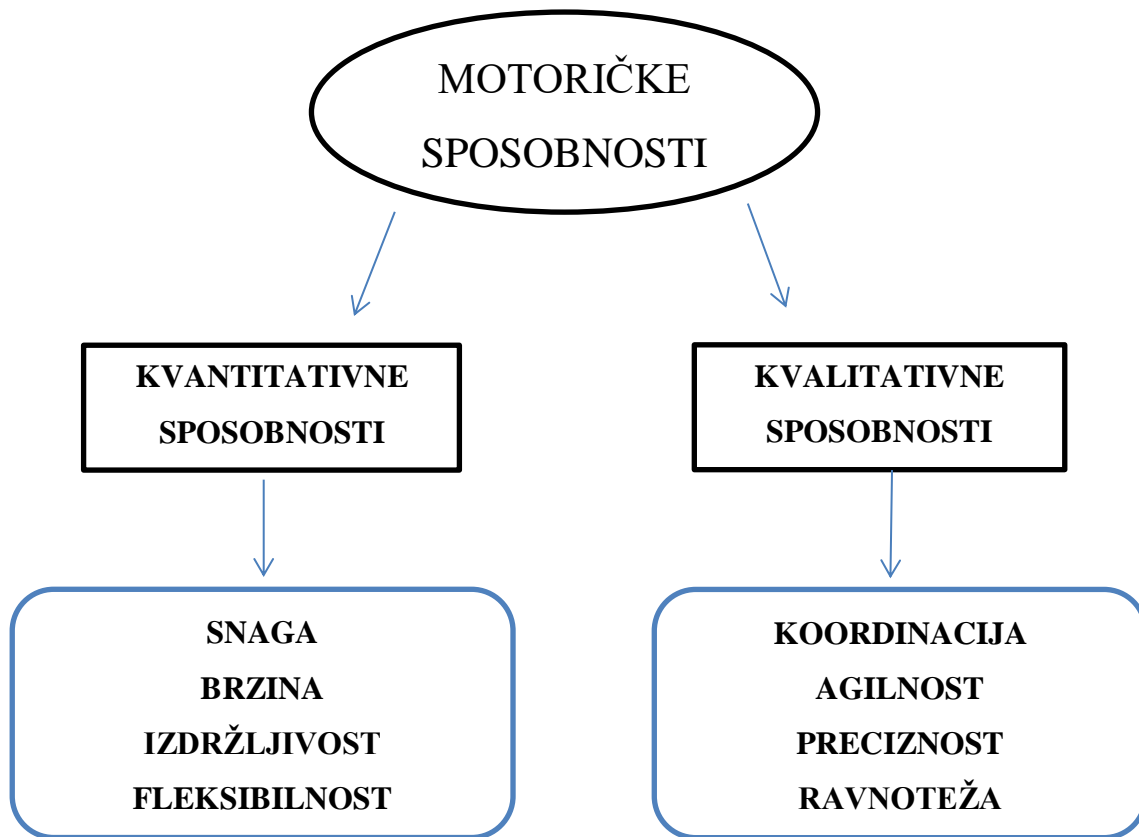 MOTORIČKE
SPOSOBNOSTI
KVANTITATIVNE
SPOSOBNOSTI
KVALITATIVNE
SPOSOBNOSTI
SNAGA
BRZINA
IZDRŽLJIVOST
FLEKSIBILNOST
KOORDINACIJA
AGILNOST
PRECIZNOST
RAVNOTEŽA